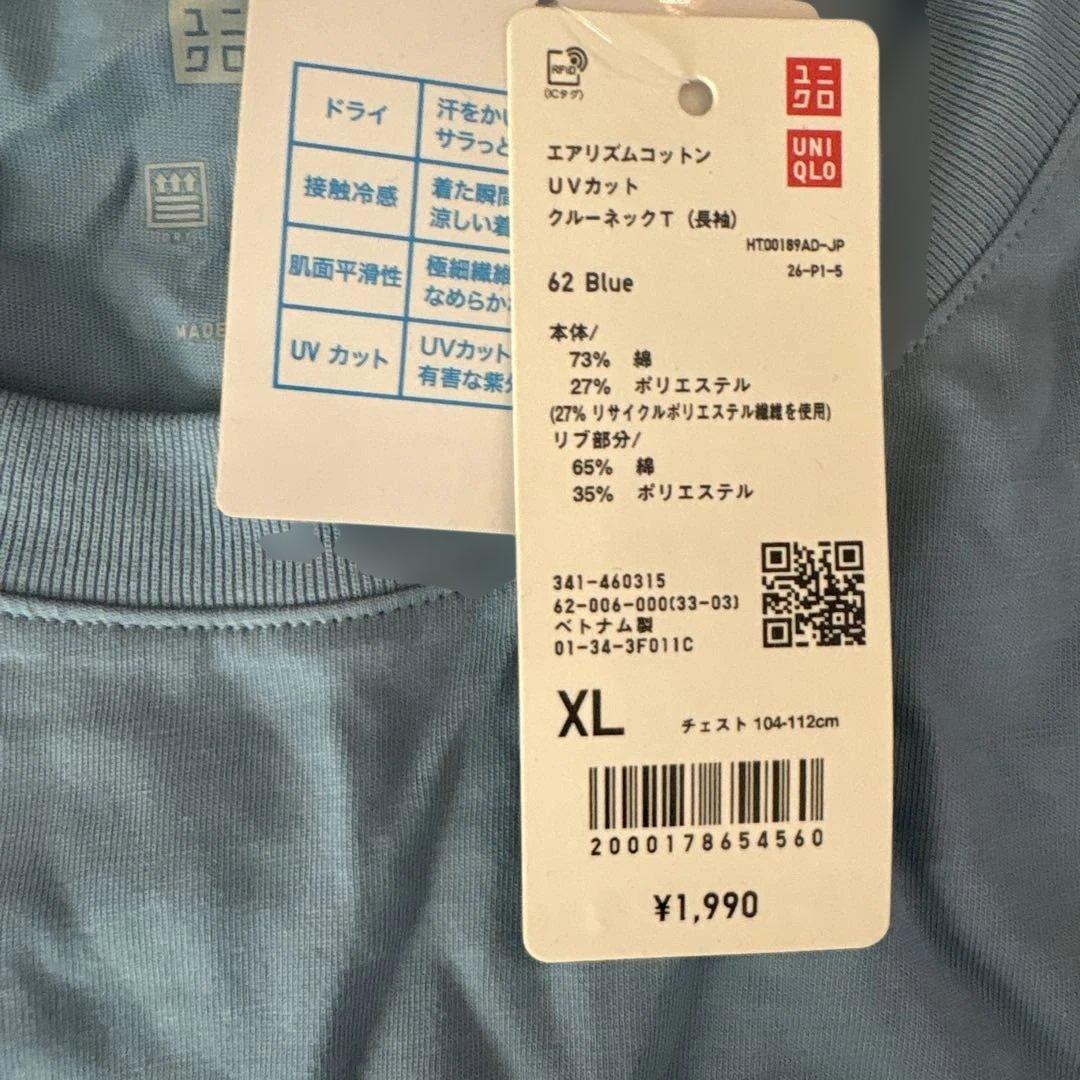 ユニ
クロ
DRY
MADE
ドライ
汗をかい
サラっと
接触冷感
着た瞬間
涼しい着
肌面平滑性
極細繊維
なめらかな
UV カット
UVカット
有害な紫外
RFID
(ICタグ)
ユニ
クロ
UNI
QLO
エアリズムコットン
UVカット
クルーネックT (長袖)
HT00189AD-JP
26-P1-5
62 Blue
本体/
73% 綿
27% ポリエステル
(27% リサイクルポリエステル繊維を使用)
リブ部分/
65% 綿
35% ポリエステル
341-460315
62-006-000(33-03)
ベトナム製
01-34-3F011C
XL チェスト 104-112cm
2000178654560
¥1,990